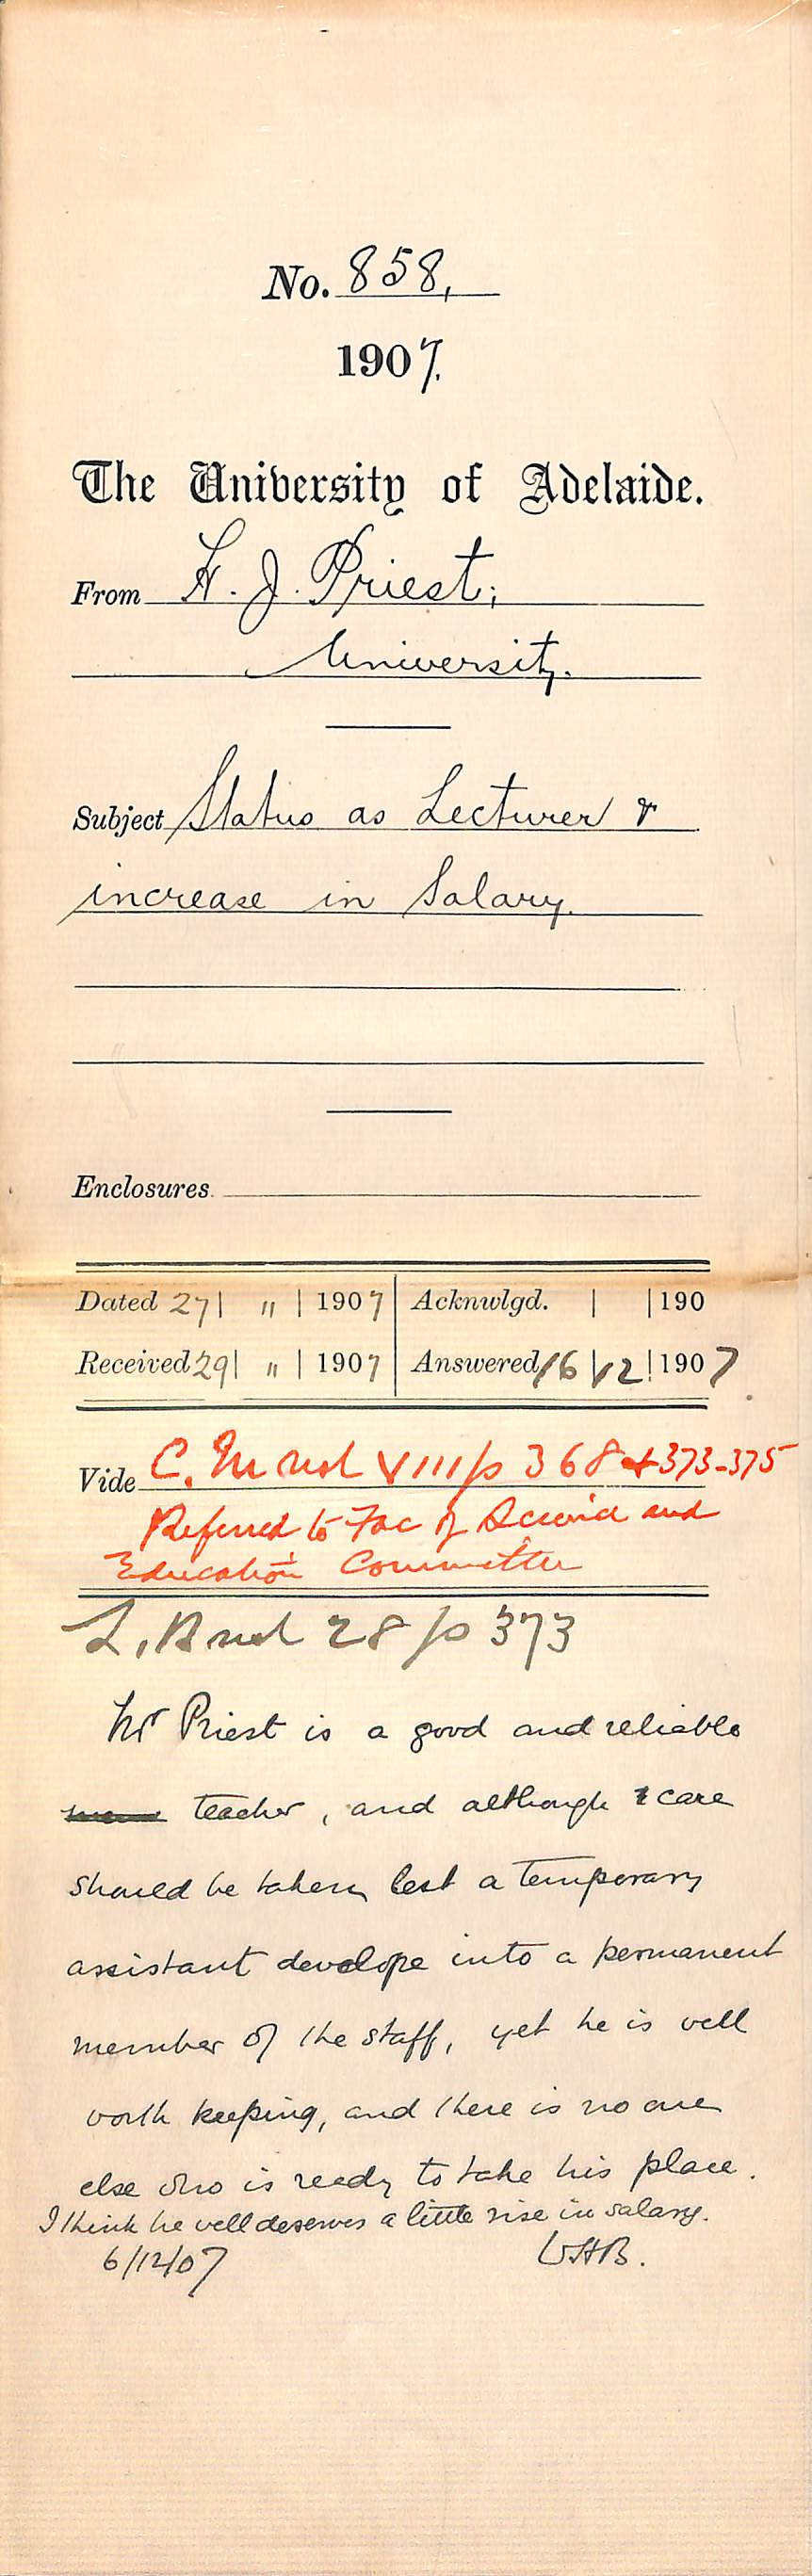 No. 858,
1907.
The University of Adelaide.
From H. J. Priest;
University.
Subject Status as Lecturer &
increase in Salary.
Enclosures
Dated 27 | 11 | 1907 Acknwlgd. | | 190
Received 29 | 11 | 1907 Answered 16 | 12 | 1907
Vide C. M vol VIII p 368 + 373-375
Referred to Fac of Science and
Education Committee
L. B vol 28 p 373
Mr Priest is a good and reliable
teacher, and although care
should be taken lest a temporary
assistant develope into a permanent
member of the staff, yet he is well
worth keeping, and there is no one
else who is ready to take his place.
I think he well deserves a little rise in salary.
6/12/07 WHB.